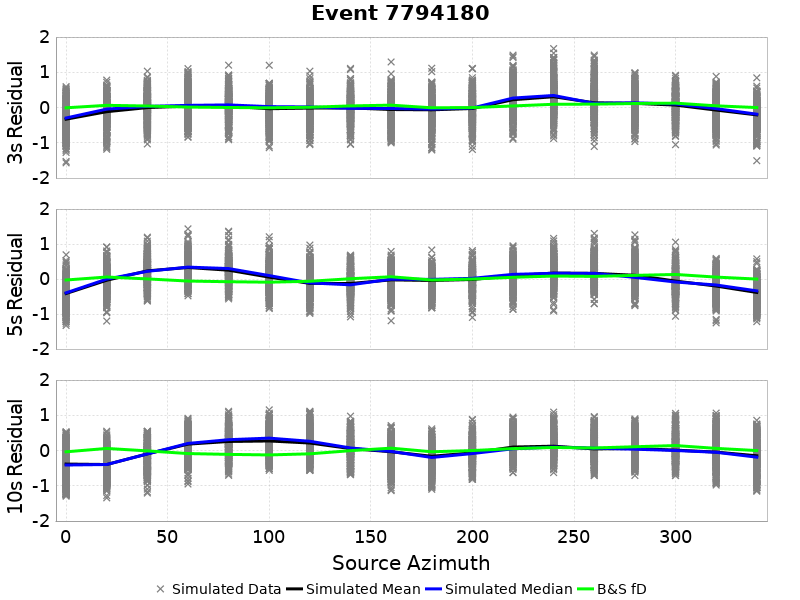 Event 7794180
3s Residual
2
1
0
-1
-2
5s Residual
2
1
0
-1
-2
10s Residual
2
1
0
-1
-2
0 50 100 150 200 250 300
Source Azimuth
Simulated Data Simulated Mean Simulated Median B&S fD